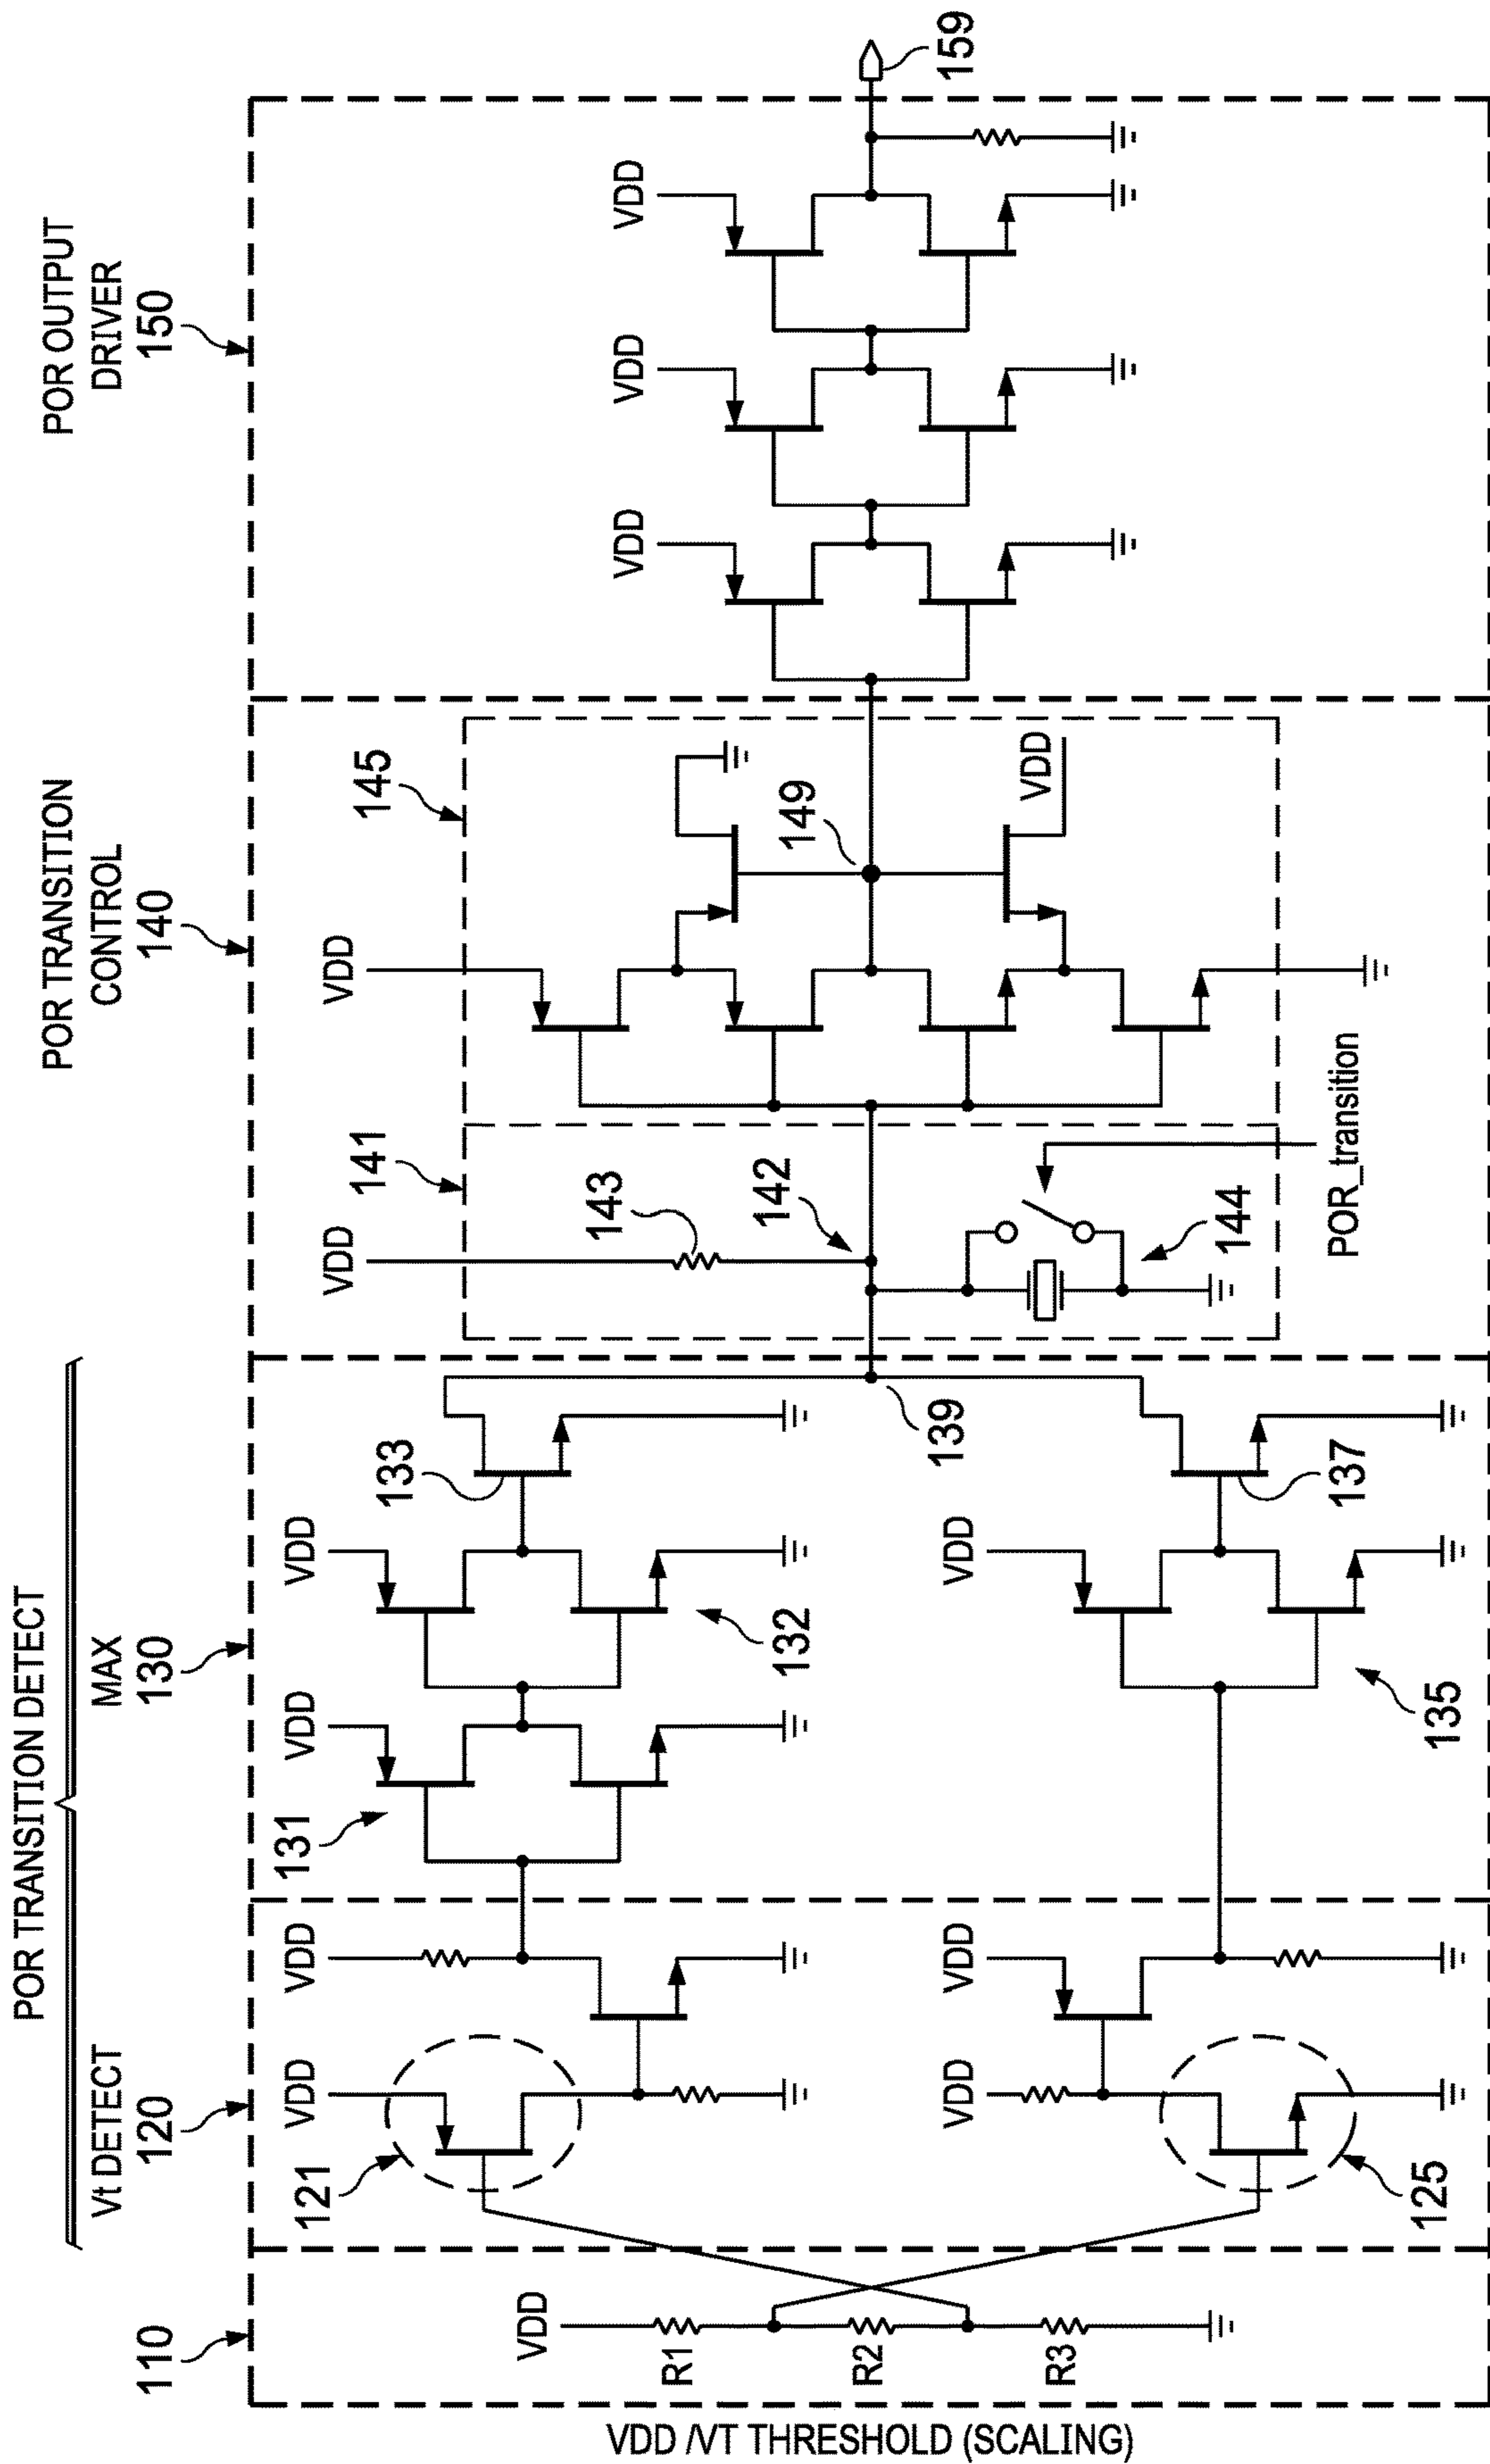 POR TRANSITION DETECT
110
Vt DETECT
120
MAX
130
POR TRANSITION
CONTROL
140
POR OUTPUT
DRIVER
150
VDD
R1
R2
R3
VDD /VT THRESHOLD (SCALING)
VDD
VDD
121
VDD
VDD
125
131
VDD
VDD
132
133
VDD
135
137
139
141
VDD
143
142
144
POR_transition
145
VDD
149
VDD
VDD
VDD
VDD
159